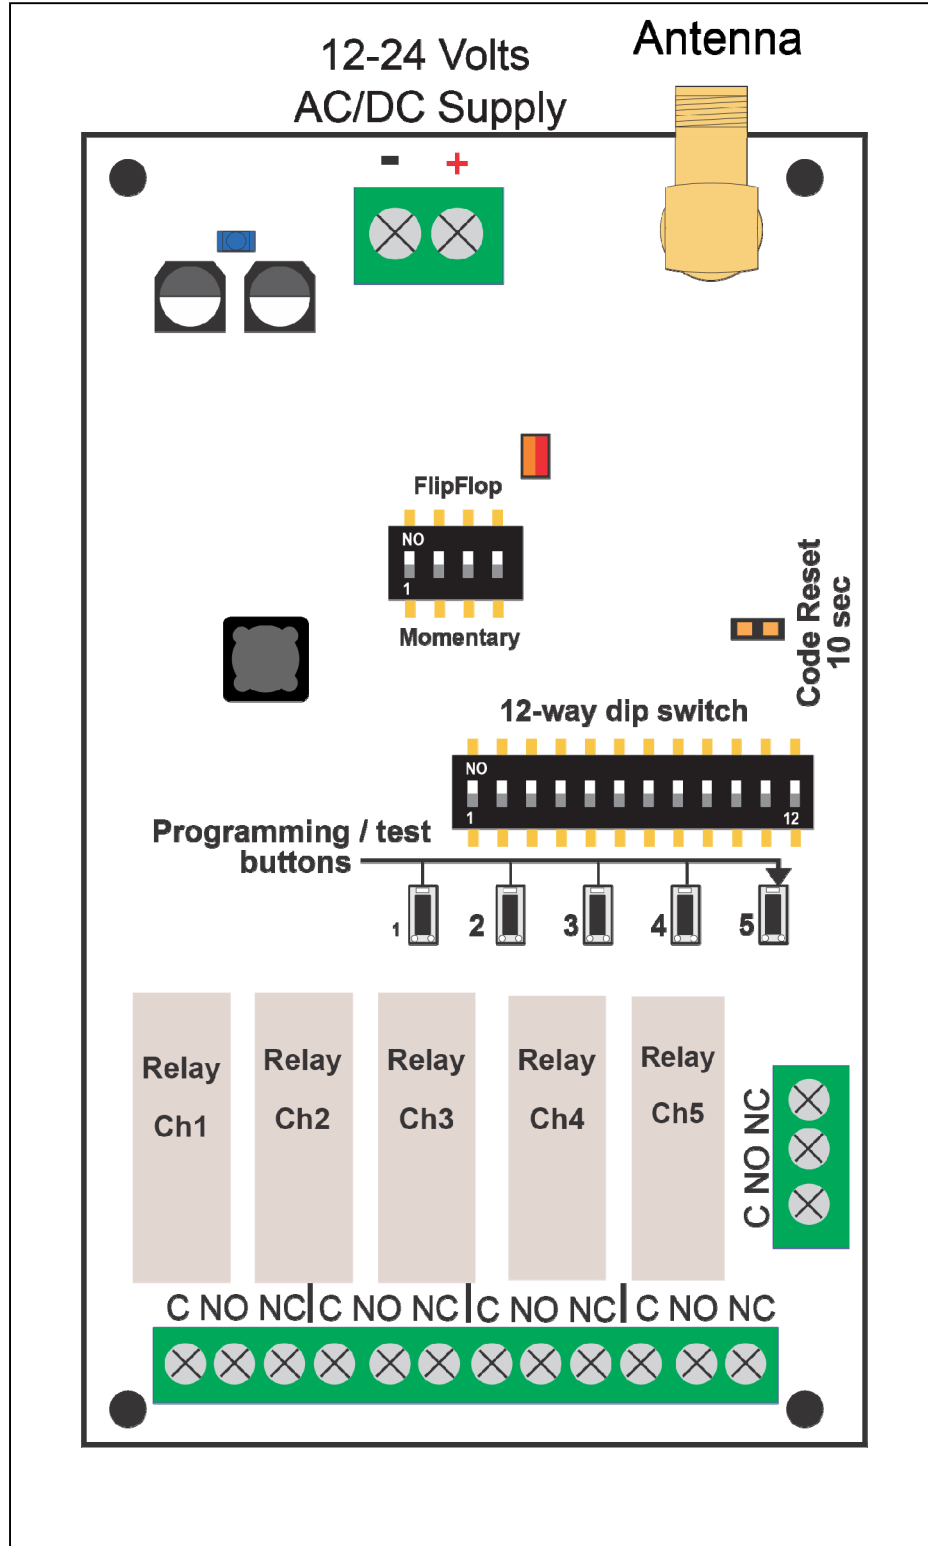 12-24 Volts
AC/DC Supply
Antenna
- +
FlipFlop
NO
1
Momentary
Code Reset
10 sec
12-way dip switch
NO
1 12
Programming / test
buttons
1 2 3 4 5
Relay
Ch1
Relay
Ch2
Relay
Ch3
Relay
Ch4
Relay
Ch5
C NO NC
C NO NC C NO NC C NO NC C NO NC